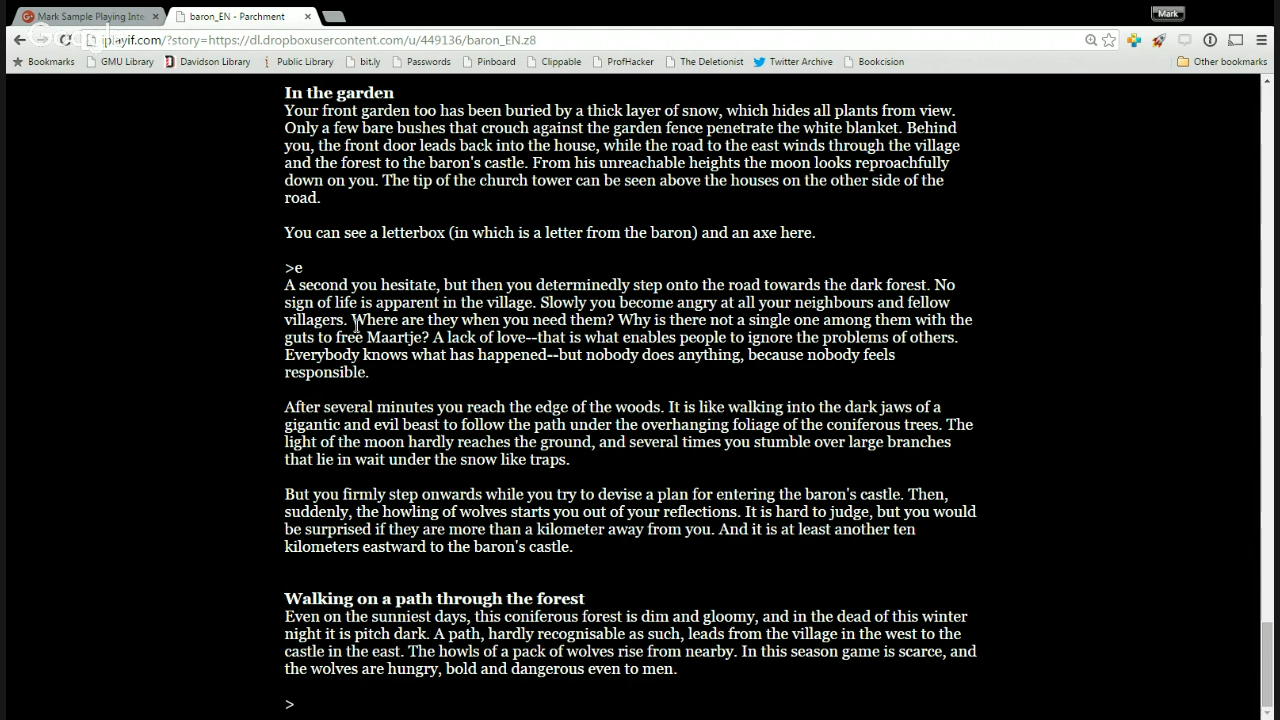 Mark Sample Playing Inte
baron_EN - Parchment
Mark
iplayif.com/?story=https://dl.dropboxusercontent.com/u/449136/baron_EN.z8
Bookmarks GMU Library Davidson Library Public Library bit.ly Passwords Pinboard Clippable ProfHacker The Deletionist Twitter Archive Bookcision Other bookmarks
In the garden
Your front garden too has been buried by a thick layer of snow, which hides all plants from view.
Only a few bare bushes that crouch against the garden fence penetrate the white blanket. Behind
you, the front door leads back into the house, while the road to the east winds through the village
and the forest to the baron's castle. From his unreachable heights the moon looks reproachfully
down on you. The tip of the church tower can be seen above the houses on the other side of the
road.
You can see a letterbox (in which is a letter from the baron) and an axe here.
>e
A second you hesitate, but then you determinedly step onto the road towards the dark forest. No
sign of life is apparent in the village. Slowly you become angry at all your neighbours and fellow
villagers. Where are they when you need them? Why is there not a single one among them with the
guts to free Maartje? A lack of love--that is what enables people to ignore the problems of others.
Everybody knows what has happened--but nobody does anything, because nobody feels
responsible.
After several minutes you reach the edge of the woods. It is like walking into the dark jaws of a
gigantic and evil beast to follow the path under the overhanging foliage of the coniferous trees. The
light of the moon hardly reaches the ground, and several times you stumble over large branches
that lie in wait under the snow like traps.
But you firmly step onwards while you try to devise a plan for entering the baron's castle. Then,
suddenly, the howling of wolves starts you out of your reflections. It is hard to judge, but you would
be surprised if they are more than a kilometer away from you. And it is at least another ten
kilometers eastward to the baron's castle.
Walking on a path through the forest
Even on the sunniest days, this coniferous forest is dim and gloomy, and in the dead of this winter
night it is pitch dark. A path, hardly recognisable as such, leads from the village in the west to the
castle in the east. The howls of a pack of wolves rise from nearby. In this season game is scarce, and
the wolves are hungry, bold and dangerous even to men.
>